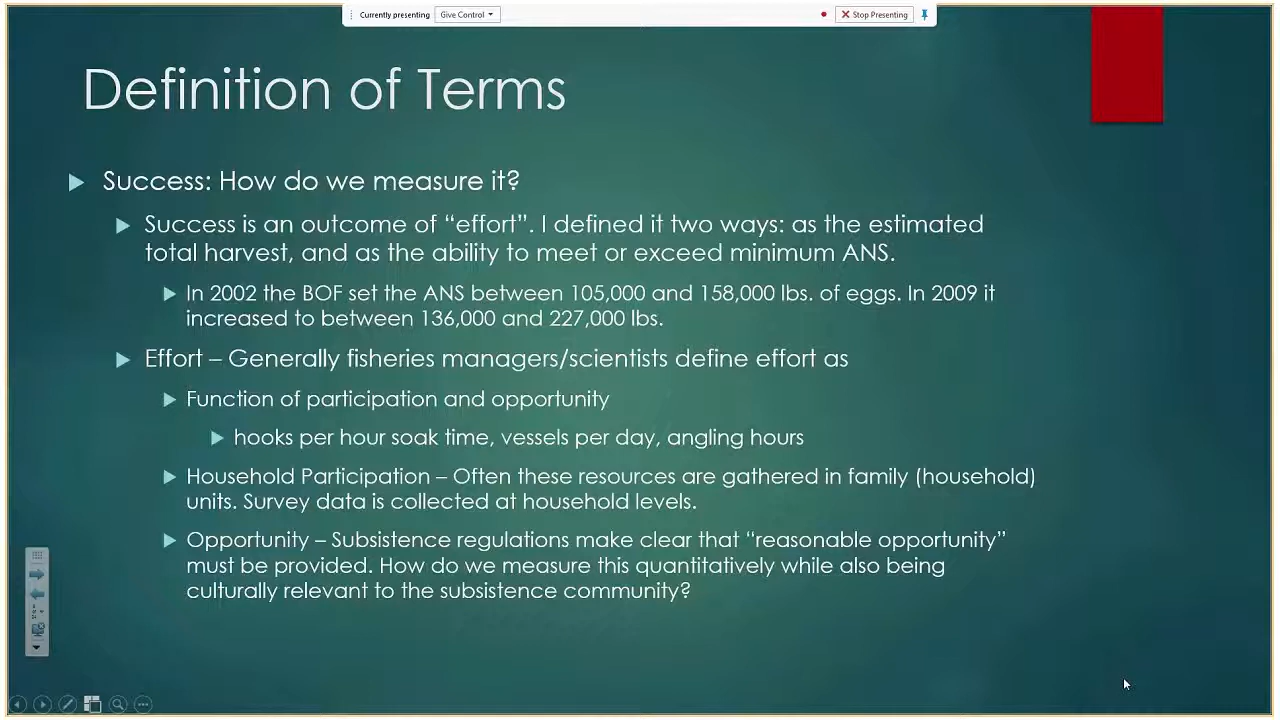 Currently presenting Give Control Stop Presenting
Definition of Terms
Success: How do we measure it?
Success is an outcome of “effort”. I defined it two ways: as the estimated
total harvest, and as the ability to meet or exceed minimum ANS.
In 2002 the BOF set the ANS between 105,000 and 158,000 lbs. of eggs. In 2009 it
increased to between 136,000 and 227,000 lbs.
Effort – Generally fisheries managers/scientists define effort as
Function of participation and opportunity
hooks per hour soak time, vessels per day, angling hours
Household Participation – Often these resources are gathered in family (household)
units. Survey data is collected at household levels.
Opportunity – Subsistence regulations make clear that “reasonable opportunity”
must be provided. How do we measure this quantitatively while also being
culturally relevant to the subsistence community?